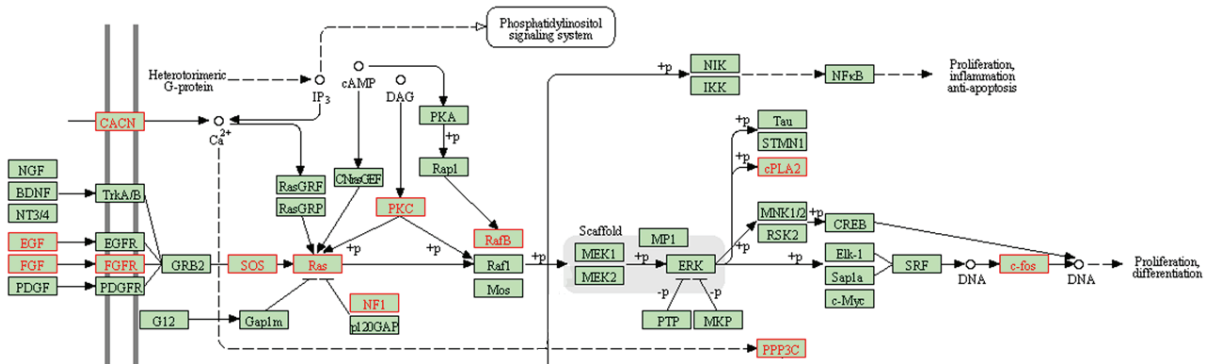 Phosphatidylinositol
signaling system
Heterotorimeric
G-protein
IP3
cAMP
DAG
+p
NIK
IKK
NFκB
Proliferation,
inflammation
anti-apoptosis
CACN
Ca2+
PKA
+p
Rap1
+p
Tau
STMN1
+p
cPLA2
NGF
BDNF
NT3/4
TrkA/B
RasGRF
RasGRP
CNrasGEF
PKC
RafB
MNK1/2
RSK2
+p
CREB
EGF
EGFR
FGF
FGFR
PDGF
PDGFR
GRB2
SOS
Ras
+p
+p
Raf1
Mos
+p
Scaffold
MP1
MEK1
MEK2
+p
ERK
+p
+p
Elk-1
Sap1a
c-Myc
SRF
DNA
c-fos
DNA
Proliferation,
differentiation
G12
Gap1m
NF1
p120GAP
-p
-p
PTP
MKP
PPP3C